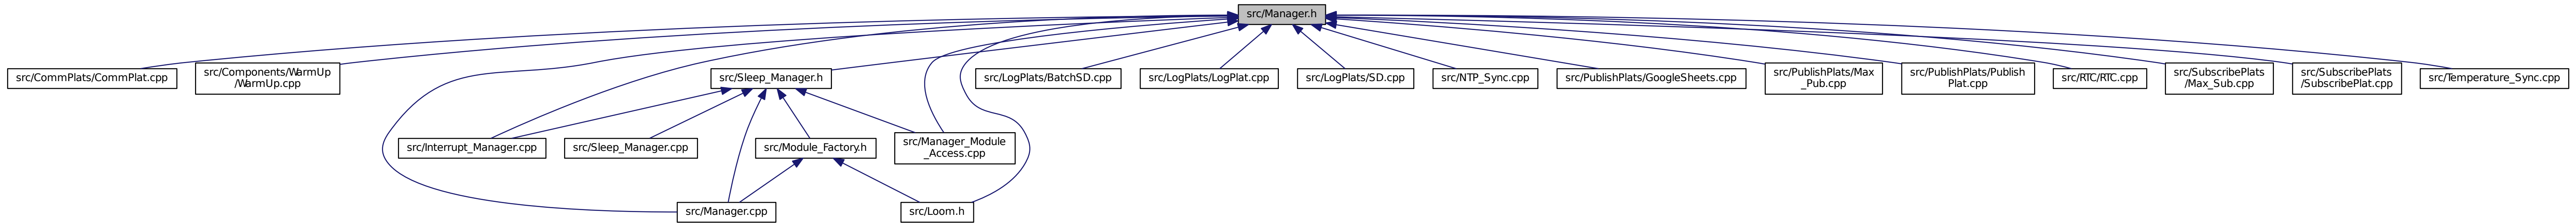 src/Manager.h
src/CommPlats/CommPlat.cpp
src/Components/WarmUp
/WarmUp.cpp
src/Sleep_Manager.h
src/LogPlats/BatchSD.cpp
src/LogPlats/LogPlat.cpp
src/LogPlats/SD.cpp
src/NTP_Sync.cpp
src/PublishPlats/GoogleSheets.cpp
src/PublishPlats/Max
_Pub.cpp
src/PublishPlats/Publish
Plat.cpp
src/RTC/RTC.cpp
src/SubscribePlats
/Max_Sub.cpp
src/SubscribePlats
/SubscribePlat.cpp
src/Temperature_Sync.cpp
src/Interrupt_Manager.cpp
src/Sleep_Manager.cpp
src/Module_Factory.h
src/Manager_Module
_Access.cpp
src/Manager.cpp
src/Loom.h